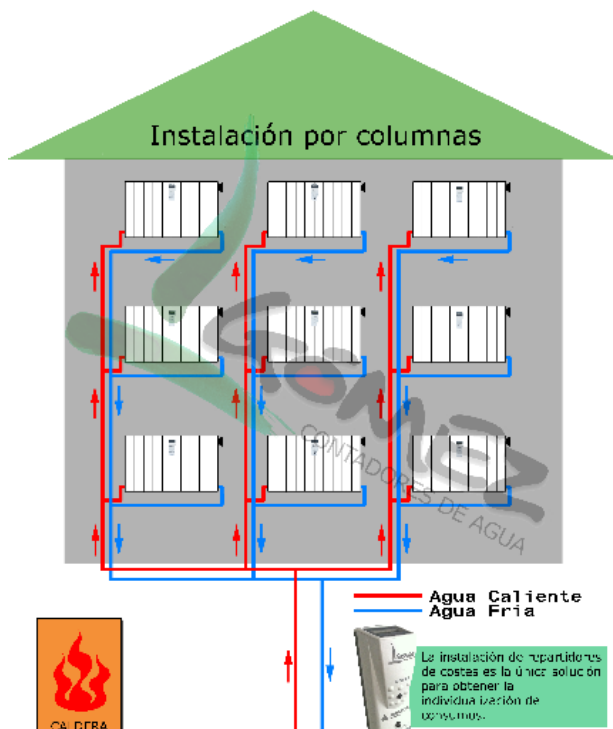 Instalación por columnas
GÓMEZ
CONTADORES DE AGUA
Agua Caliente
Agua Fria
La instalación de repartidores
de costes es la única solución
para obtener la
individualización de
consumos.
CALDERA